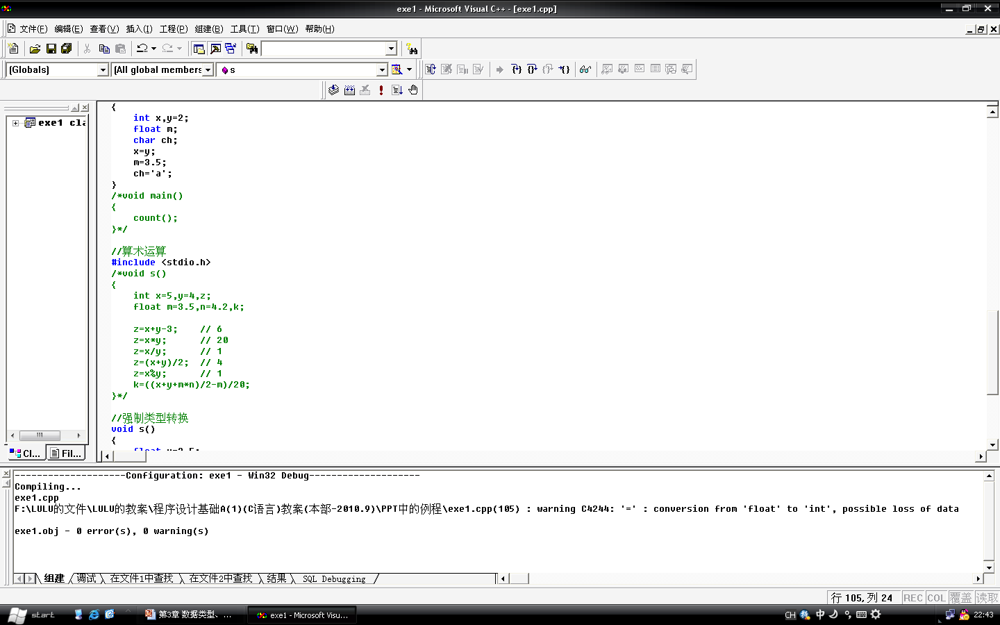 exe1 - Microsoft Visual C++ - [exe1.cpp]
文件(F) 编辑(E) 查看(V) 插入(I) 工程(P) 组建(B) 工具(T) 窗口(W) 帮助(H)
(Globals) (All global members s
exe1 cla
{
int x,y=2;
float m;
char ch;
x=y;
m=3.5;
ch='a';
}
/*void main()
{
count();
}*/
//算术运算
#include <stdio.h>
/*void s()
{
int x=5,y=4,z;
float m=3.5,n=4.2,k;
z=x+y-3; // 6
z=x*y; // 20
z=x/y; // 1
z=(x+y)/2; // 4
z=x%y; // 1
k=((x+y+m*n)/2-m)/20;
}*/
//强制类型转换
void s()
{
Cl... Fil...
--------------------Configuration: exe1 - Win32 Debug--------------------
Compiling...
exe1.cpp
F:\LULU的文件\LULU的教案\程序设计基础A(1)(C语言)教案(本部-2010.9)\PPT中的例程\exe1.cpp(105) : warning C4244: '=' : conversion from 'float' to 'int', possible loss of data
exe1.obj - 0 error(s), 0 warning(s)
组建 调试 在文件1中查找 在文件2中查找 结果 SQL Debugging
行 105, 列 24 REC COL 覆盖 读取
start 第3章 数据类型、... exe1 - Microsoft Visu... CH 中 22:43